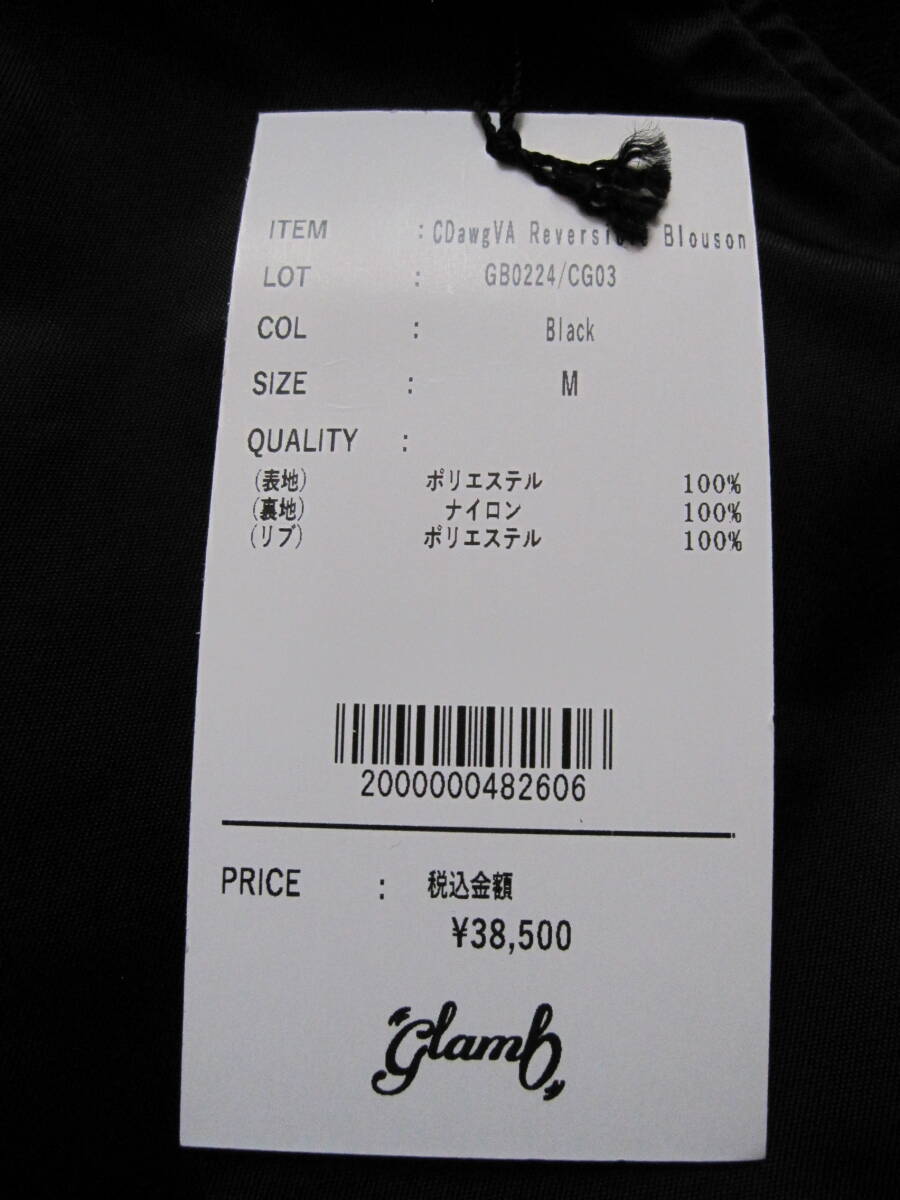 ITEM : CDawgVA Blouson
LOT : GB0224/CG03
COL : Black
SIZE : M
QUALITY :
(表地) ポリエステル 100%
(裏地) ナイロン 100%
(リブ) ポリエステル 100%
2000000482606
PRICE : 税込金額
¥38,500
glamb